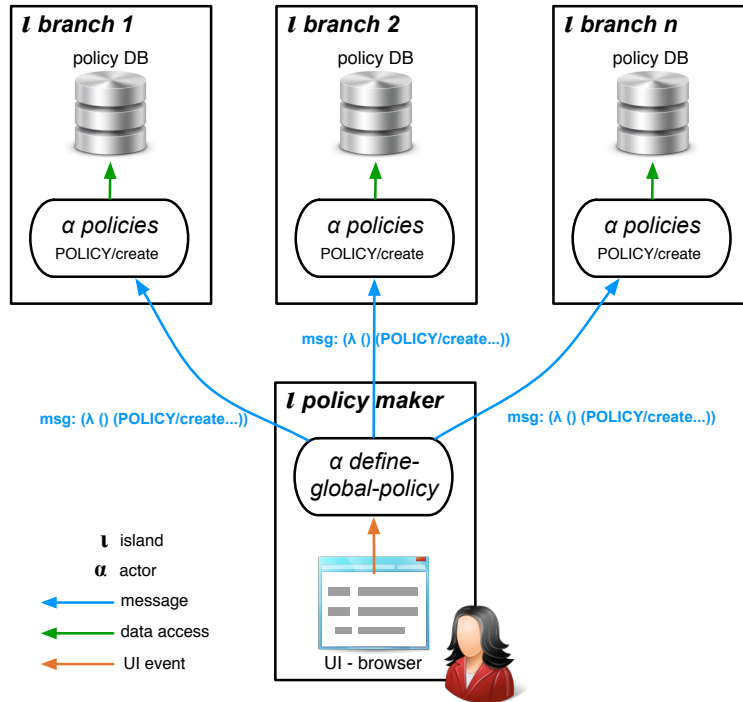 ι branch 1
policy DB
α policies
POLICY/create
ι branch 2
policy DB
α policies
POLICY/create
ι branch n
policy DB
α policies
POLICY/create
msg: (λ () (POLICY/create...))
msg: (λ () (POLICY/create...))
msg: (λ () (POLICY/create...))
ι policy maker
α define-
global-policy
UI - browser
ι island
α actor
message
data access
UI event